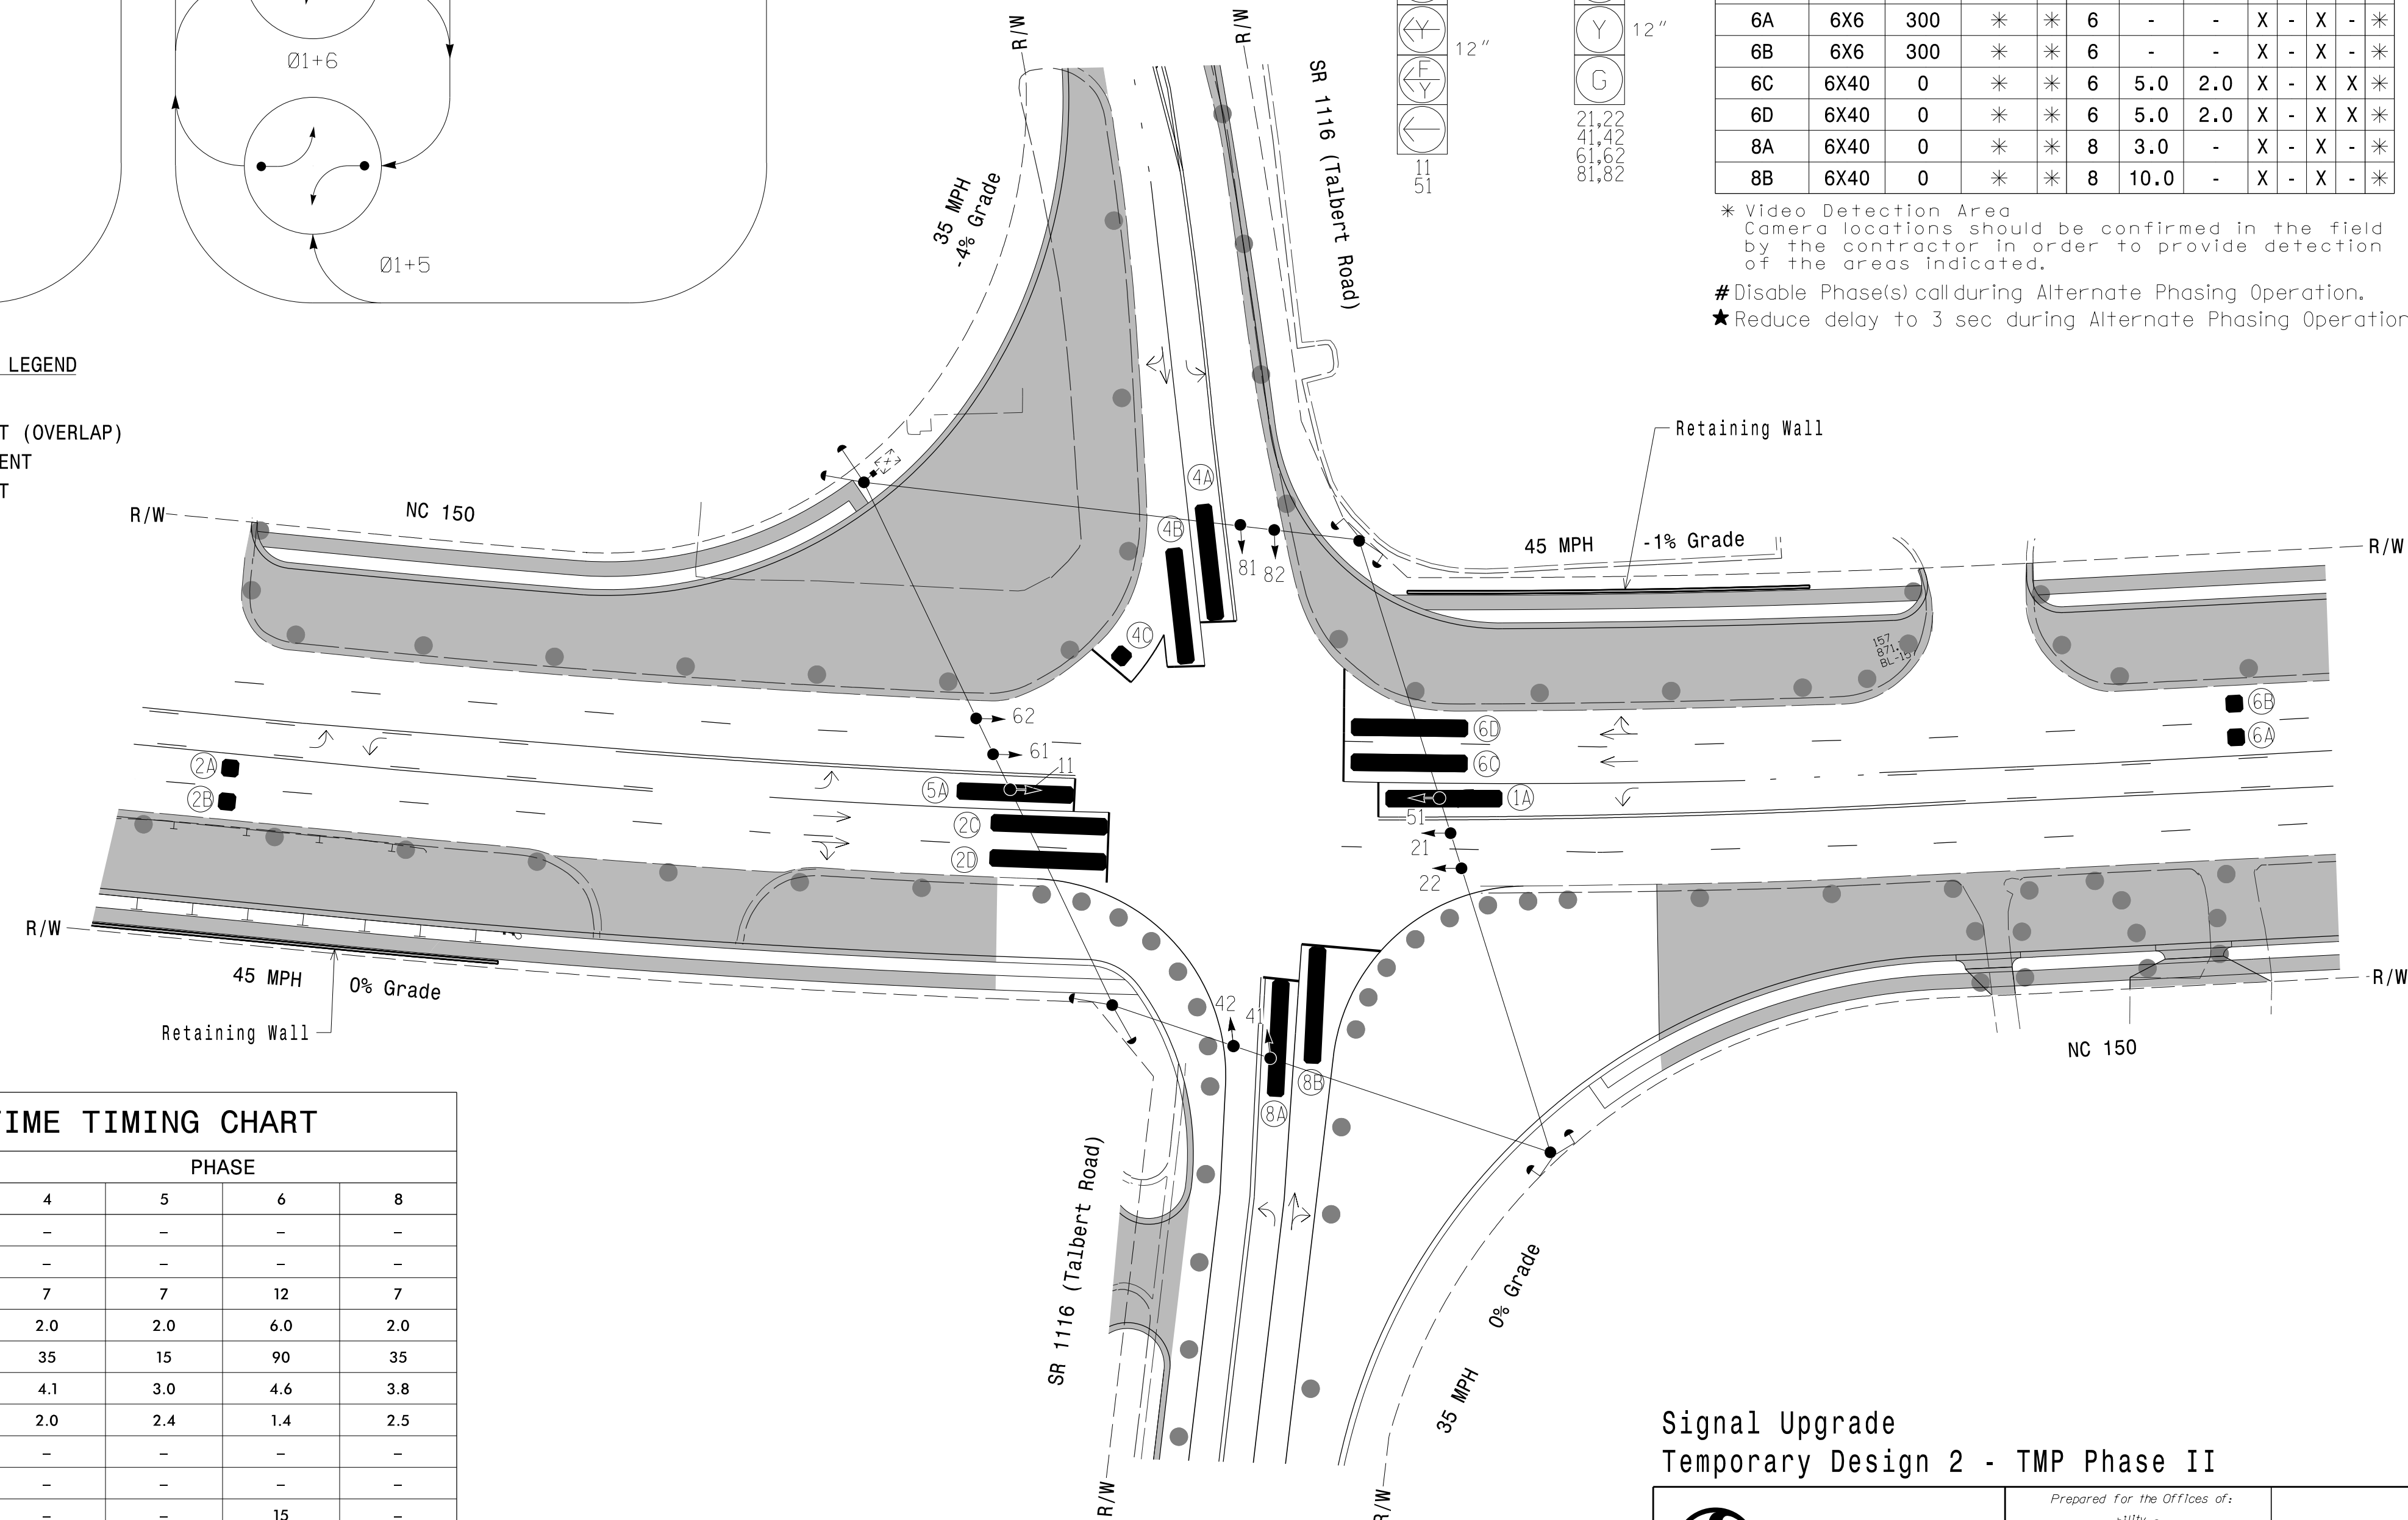 Ø1+6
Ø1+5
LEGEND
T (OVERLAP)
ENT
T
R/W
NC 150
35 MPH
-4% Grade
R/W
R/W
SR 1116 (Talbert Road)
Y
12"
F
Y
11
51
Y
12"
G
21,22
41,42
61,62
81,82
6A 6X6 300 * * 6 - - X - X - *
6B 6X6 300 * * 6 - - X - X - *
6C 6X40 0 * * 6 5.0 2.0 X - X X *
6D 6X40 0 * * 6 5.0 2.0 X - X X *
8A 6X40 0 * * 8 3.0 - X - X - *
8B 6X40 0 * * 8 10.0 - X - X - *
* Video Detection Area
Camera locations should be confirmed in the field
by the contractor in order to provide detection
of the areas indicated.
# Disable Phase(s) call during Alternate Phasing Operation.
★ Reduce delay to 3 sec during Alternate Phasing Operation
Retaining Wall
45 MPH -1% Grade
R/W
4A
4B
4C
81 82
157
871.
BL-157
62
61
11
5A
2A
2B
2C
2D
6D
6C
1A
6B
6A
51
21
22
R/W
45 MPH 0% Grade
Retaining Wall
42
41
8A
8B
R/W
NC 150
SR 1116 (Talbert Road)
35 MPH 0% Grade
R/W
R/W
TIME TIMING CHART
PHASE
4 5 6 8
– – – –
– – – –
7 7 12 7
2.0 2.0 6.0 2.0
35 15 90 35
4.1 3.0 4.6 3.8
2.0 2.4 1.4 2.5
– – – –
– – – –
– – 15 –
Signal Upgrade
Temporary Design 2 - TMP Phase II
Prepared for the Offices of: